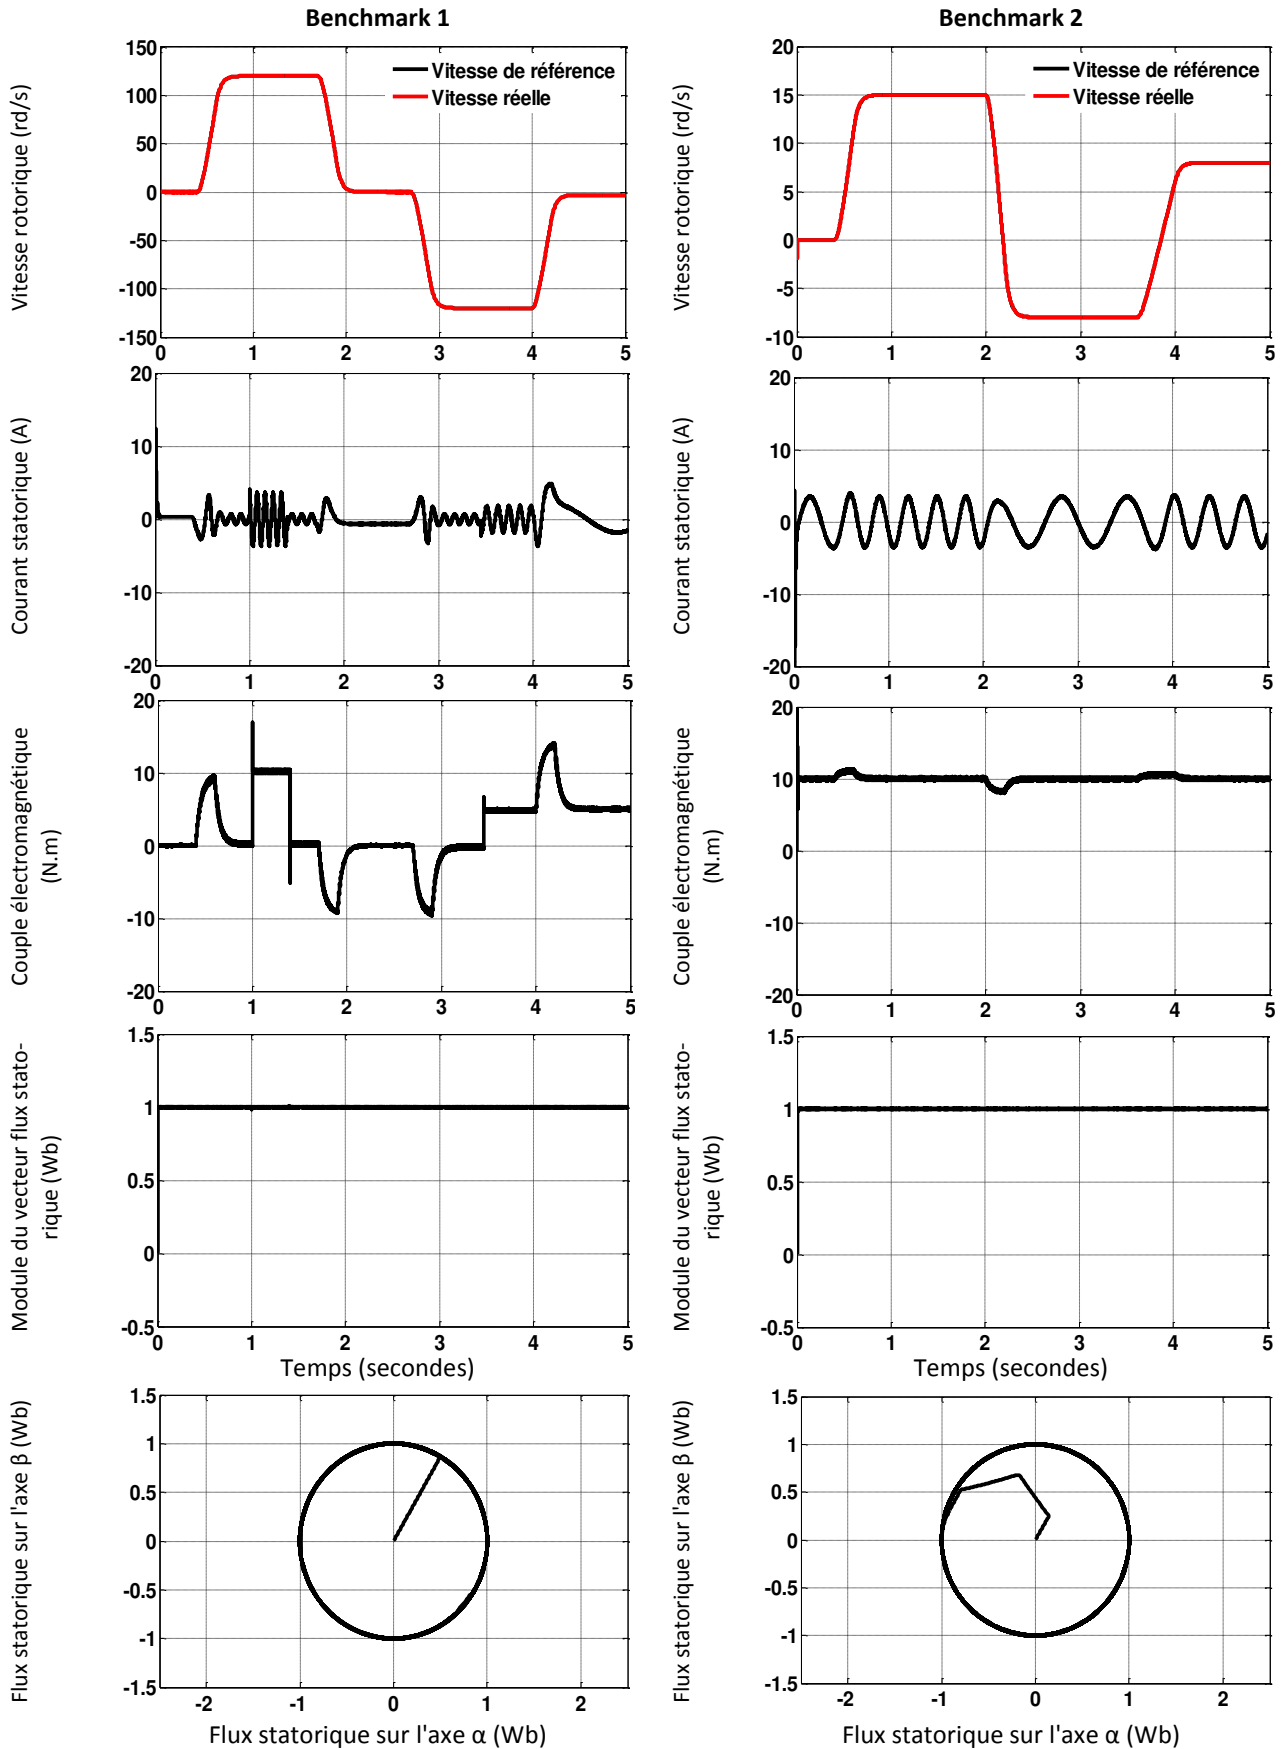 Benchmark 1
Benchmark 2
Vitesse rotorique (rd/s)
150
100
50
0
-50
-100
-150
0 1 2 3 4 5
Vitesse de référence
Vitesse réelle
Vitesse rotorique (rd/s)
20
15
10
5
0
-5
-10
0 1 2 3 4 5
Vitesse de référence
Vitesse réelle
Courant statorique (A)
20
10
0
-10
-20
0 1 2 3 4 5
Courant statorique (A)
20
10
0
-10
-20
0 1 2 3 4 5
Couple électromagnétique
(N.m)
20
10
0
-10
-20
0 1 2 3 4 5
Couple électromagnétique
(N.m)
20
10
0
-10
-20
0 1 2 3 4 5
Module du vecteur flux stato-
rique (Wb)
1.5
1
0.5
0
-0.5
0 1 2 3 4 5
Temps (secondes)
Module du vecteur flux stato-
rique (Wb)
1.5
1
0.5
0
-0.5
0 1 2 3 4 5
Temps (secondes)
Flux statorique sur l'axe β (Wb)
1.5
1
0.5
0
-0.5
-1
-1.5
-2 -1 0 1 2
Flux statorique sur l'axe α (Wb)
Flux statorique sur l'axe β (Wb)
1.5
1
0.5
0
-0.5
-1
-1.5
-2 -1 0 1 2
Flux statorique sur l'axe α (Wb)